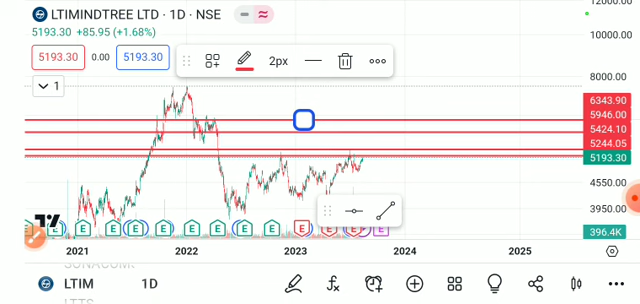 LTIMINDTREE LTD · 1D · NSE
5193.30 +85.95 (+1.68%)
5193.30 0.00 5193.30
2px
1
12000.00
10000.00
8000.00
6343.90
5946.00
5424.10
5244.05
5193.30
4550.00
3950.00
396.4K
E E E E E E E E E E E
2021 2022 2023 2024 2025
LTIM 1D